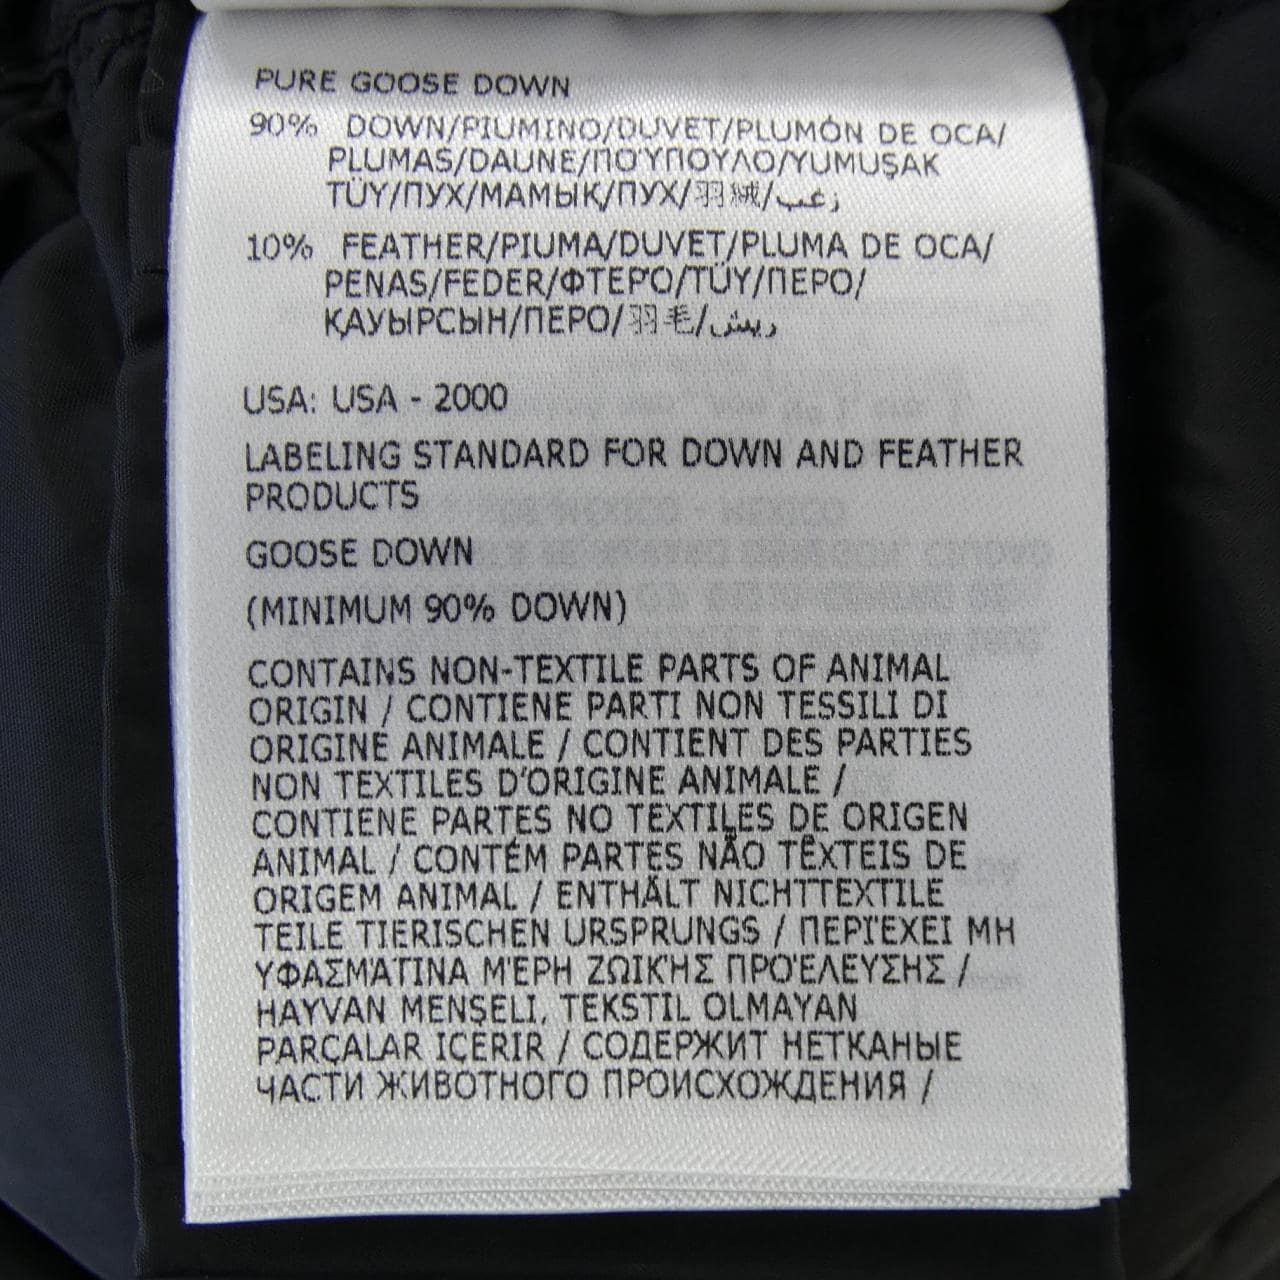 PURE GOOSE DOWN
90% DOWN/PIUMINO/DUVET/PLUMÓN DE OCA/
PLUMAS/DAUNE/ΠΟΎΠΟΥΛΟ/YUMUŞAK
TÜY/ПУХ/МАМЫҚ/ПУХ/羽絨/زغب
10% FEATHER/PIUMA/DUVET/PLUMA DE OCA/
PENAS/FEDER/ΦΤΕΡΌ/TÜY/ПЕРО/
ҚАУЫРСЫН/ПЕРО/羽毛/ريش
USA: USA - 2000
LABELING STANDARD FOR DOWN AND FEATHER
PRODUCTS
GOOSE DOWN
(MINIMUM 90% DOWN)
CONTAINS NON-TEXTILE PARTS OF ANIMAL
ORIGIN / CONTIENE PARTI NON TESSILI DI
ORIGINE ANIMALE / CONTIENT DES PARTIES
NON TEXTILES D'ORIGINE ANIMALE /
CONTIENE PARTES NO TEXTILES DE ORIGEN
ANIMAL / CONTÉM PARTES NÃO TÊXTEIS DE
ORIGEM ANIMAL / ENTHÄLT NICHTTEXTILE
TEILE TIERISCHEN URSPRUNGS / ΠΕΡΙΈΧΕΙ ΜΗ
ΥΦΑΣΜΆΤΙΝΑ ΜΈΡΗ ΖΩΙΚΉΣ ΠΡΟΈΛΕΥΣΗΣ /
HAYVAN MENŞELI, TEKSTIL OLMAYAN
PARÇALAR IÇERIR / СОДЕРЖИТ НЕТКАНЫЕ
ЧАСТИ ЖИВОТНОГО ПРОИСХОЖДЕНИЯ /